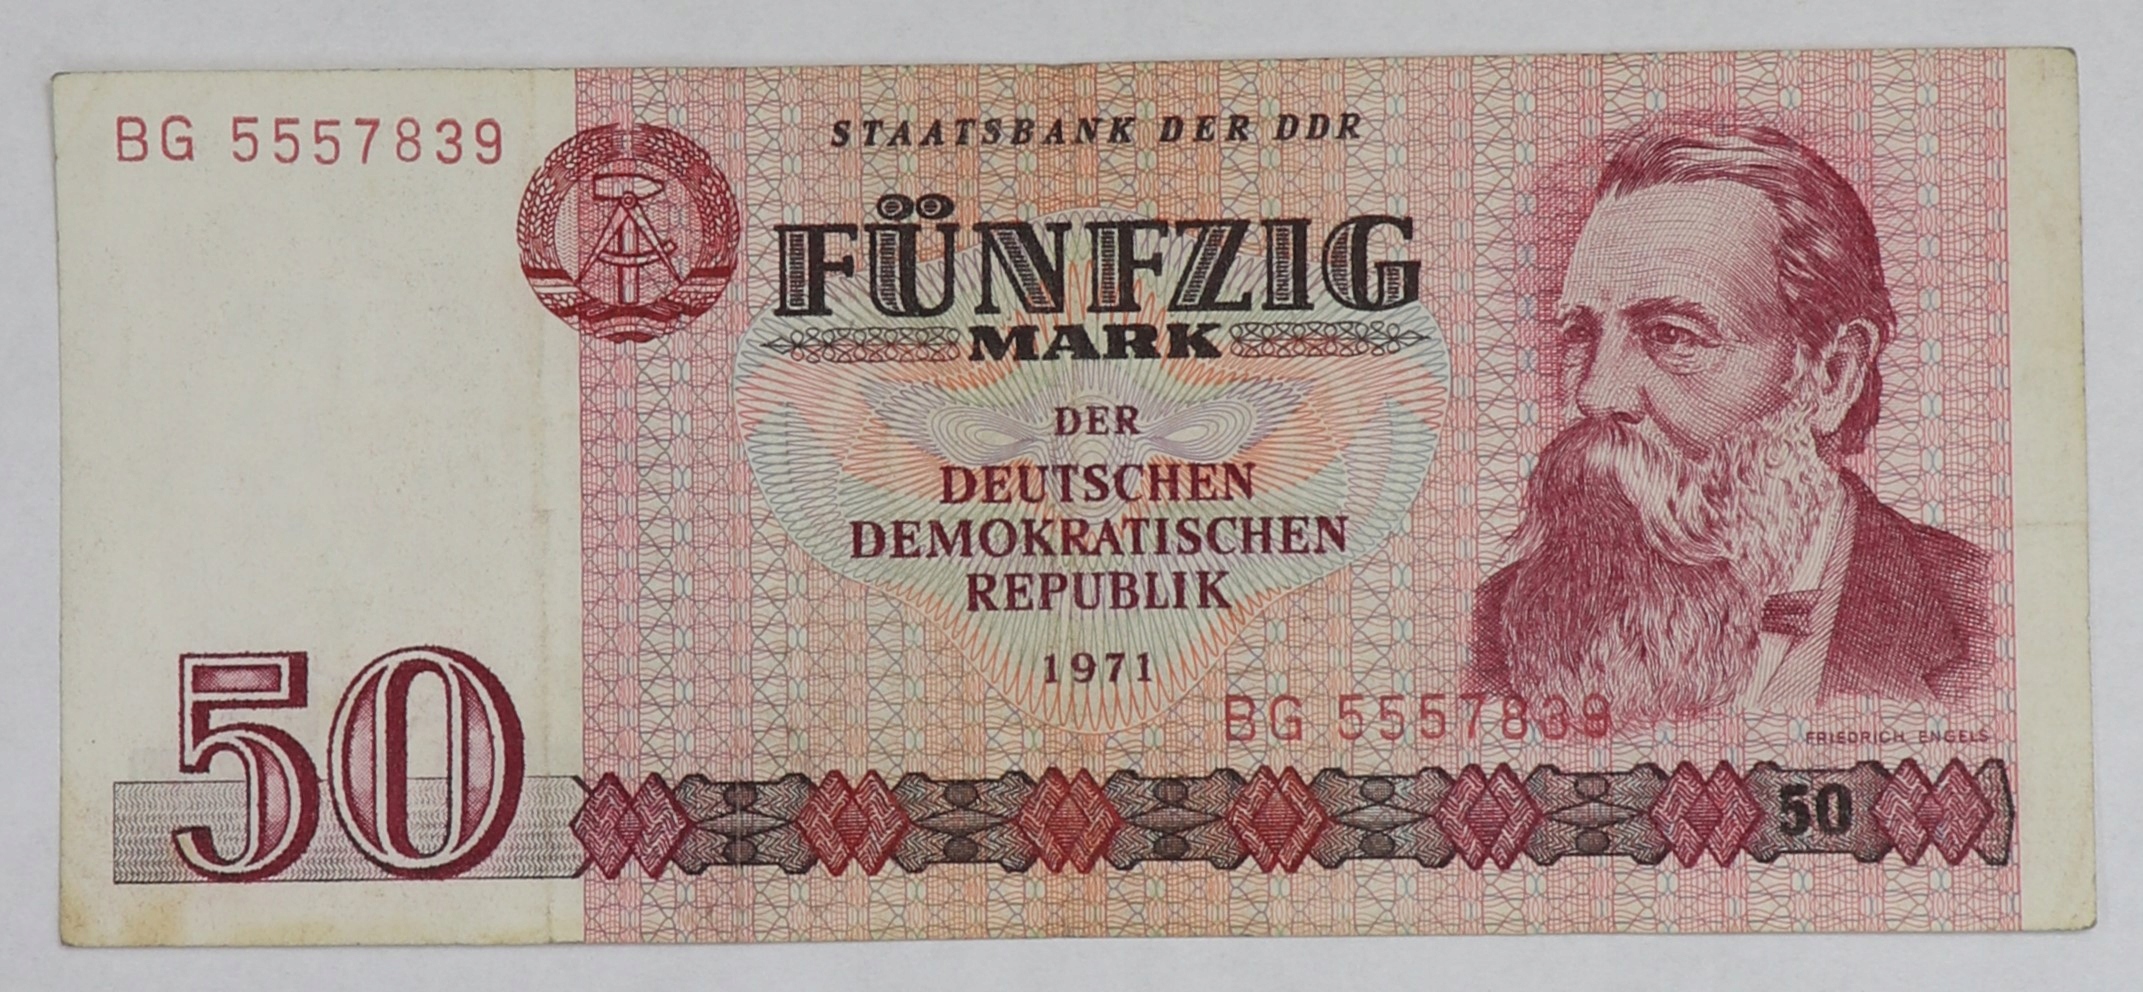 BG 5557839
STAATSBANK DER DDR
FÜNFZIG
MARK
DER
DEUTSCHEN
DEMOKRATISCHEN
REPUBLIK
1971
BG 5557839
FRIEDRICH ENGELS
50
50